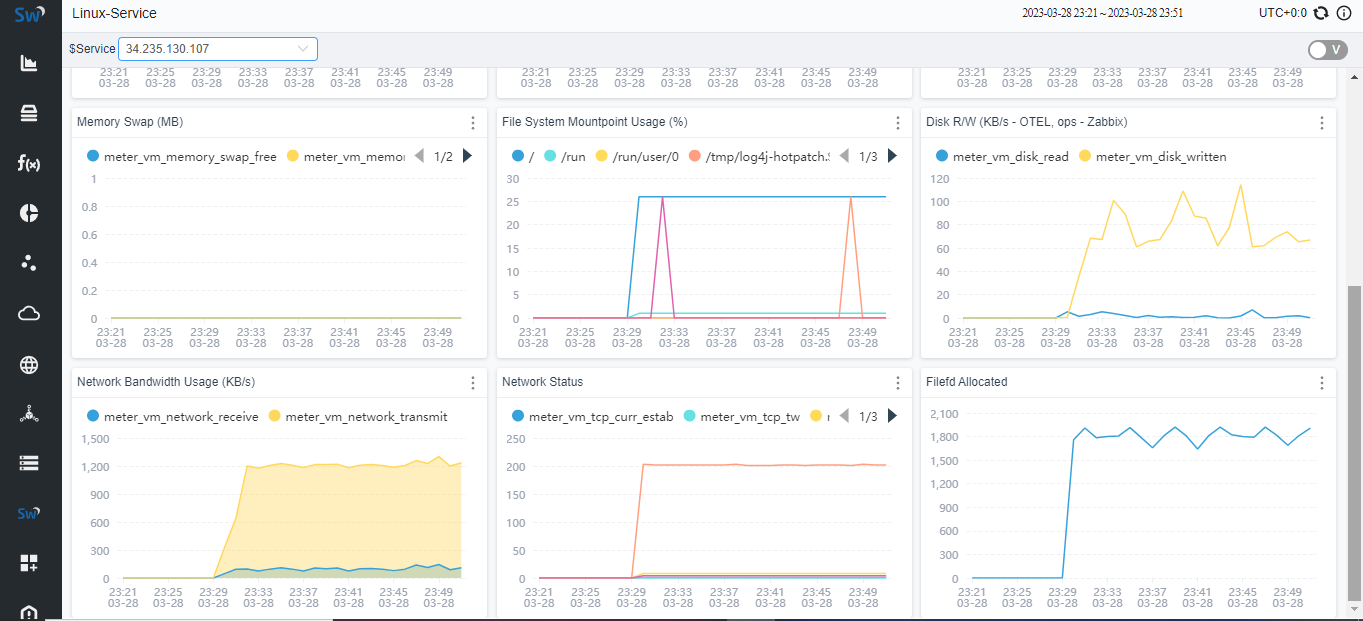 Sw
Linux-Service
2023-03-28 23:21 ~ 2023-03-28 23:51
UTC+0:0
$Service
34.235.130.107
V
23:21 23:25 23:29 23:33 23:37 23:41 23:45 23:49
03-28 03-28 03-28 03-28 03-28 03-28 03-28 03-28
23:21 23:25 23:29 23:33 23:37 23:41 23:45 23:49
03-28 03-28 03-28 03-28 03-28 03-28 03-28 03-28
23:21 23:25 23:29 23:33 23:37 23:41 23:45 23:49
03-28 03-28 03-28 03-28 03-28 03-28 03-28 03-28
f(x)
Sw
Memory Swap (MB)
meter_vm_memory_swap_free meter_vm_memor 1/2
1
0.8
0.6
0.4
0.2
0
23:21 23:25 23:29 23:33 23:37 23:41 23:45 23:49
03-28 03-28 03-28 03-28 03-28 03-28 03-28 03-28
File System Mountpoint Usage (%)
/ /run /run/user/0 /tmp/log4j-hotpatch. 1/3
30
25
20
15
10
5
0
23:21 23:25 23:29 23:33 23:37 23:41 23:45 23:49
03-28 03-28 03-28 03-28 03-28 03-28 03-28 03-28
Disk R/W (KB/s - OTEL, ops - Zabbix)
meter_vm_disk_read meter_vm_disk_written
120
100
80
60
40
20
0
23:21 23:25 23:29 23:33 23:37 23:41 23:45 23:49
03-28 03-28 03-28 03-28 03-28 03-28 03-28 03-28
Network Bandwidth Usage (KB/s)
meter_vm_network_receive meter_vm_network_transmit
1,500
1,200
900
600
300
0
23:21 23:25 23:29 23:33 23:37 23:41 23:45 23:49
03-28 03-28 03-28 03-28 03-28 03-28 03-28 03-28
Network Status
meter_vm_tcp_curr_estab meter_vm_tcp_tw 1/3
250
200
150
100
50
0
23:21 23:25 23:29 23:33 23:37 23:41 23:45 23:49
03-28 03-28 03-28 03-28 03-28 03-28 03-28 03-28
Filefd Allocated
2,100
1,800
1,500
1,200
900
600
300
0
23:21 23:25 23:29 23:33 23:37 23:41 23:45 23:49
03-28 03-28 03-28 03-28 03-28 03-28 03-28 03-28